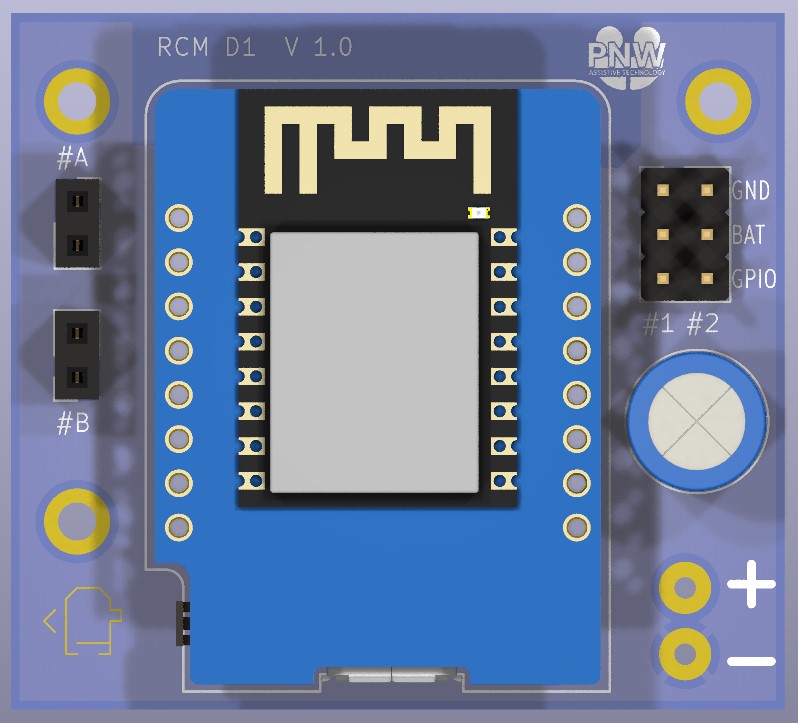 RCM D1 V 1.0
PNW
ASSISTIVE TECHNOLOGY
#A
GND
BAT
GPIO
#1 #2
#B
+
−